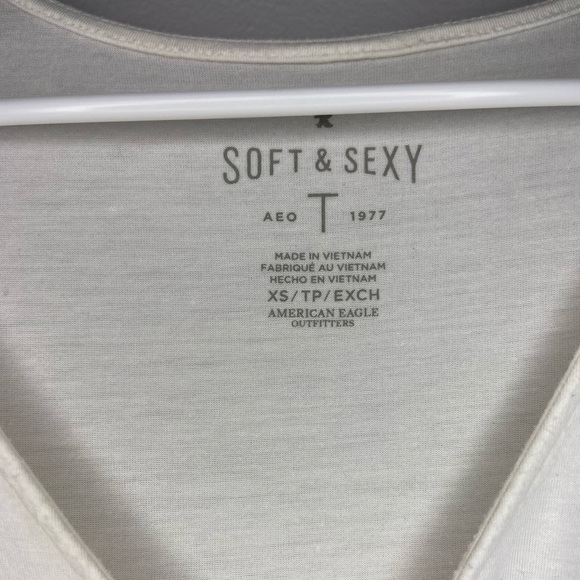 SOFT & SEXY
AEO T 1977
MADE IN VIETNAM
FABRIQUÉ AU VIETNAM
HECHO EN VIETNAM
XS/TP/EXCH
AMERICAN EAGLE
OUTFITTERS